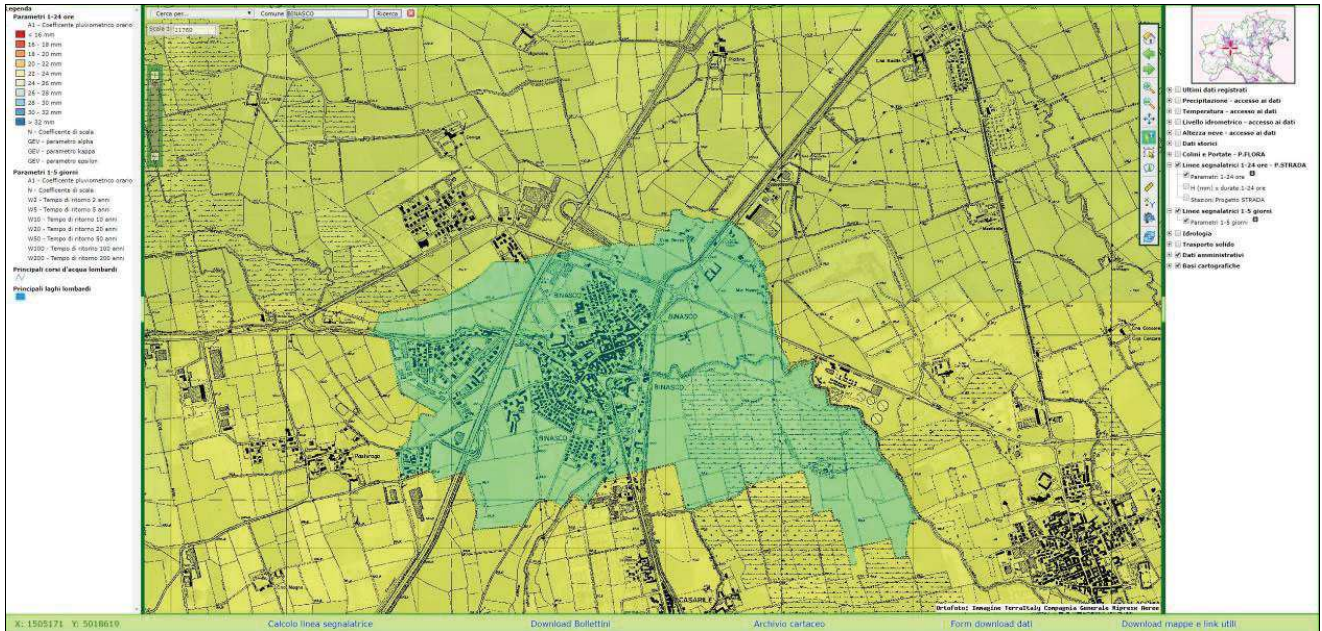 Legenda
Parametri 1-24 ore
A1 - Coefficente pluviometrico orario
< 16 mm
16 - 18 mm
18 - 20 mm
20 - 22 mm
22 - 24 mm
24 - 26 mm
26 - 28 mm
28 - 30 mm
30 - 32 mm
> 32 mm
N - Coefficente di scala
GEV - parametro alpha
GEV - parametro kappa
GEV - parametro epsilon
Parametri 1-5 giorni
A1 - Coefficente pluviometrico orario
N - Coefficente di scala
W2 - Tempo di ritorno 2 anni
W5 - Tempo di ritorno 5 anni
W10 - Tempo di ritorno 10 anni
W20 - Tempo di ritorno 20 anni
W50 - Tempo di ritorno 50 anni
W100 - Tempo di ritorno 100 anni
W200 - Tempo di ritorno 200 anni
Principali corsi d'acqua lombardi
Principali laghi lombardi
Cerca per...
Comune
BINASCO
Ricerca
Scala 1:
11760
BINASCO
BINASCO
BINASCO
BINASCO
CASARILE
Ortofoto: Immagine TerraItaly Compagnia Generale Riprese Aeree
Ultimi dati registrati
Precipitazione - accesso ai dati
Temperatura - accesso ai dati
Livello idrometrico - accesso ai dati
Altezza neve - accesso ai dati
Dati storici
Colmi e Portate - P.FLORA
Linee segnalatrici 1-24 ore - P.STRADA
Parametri 1-24 ore
H (mm) x durata 1-24 ore
Stazioni Progetto STRADA
Linee segnalatrici 1-5 giorni
Parametri 1-5 giorni
Idrologia
Trasporto solido
Dati amministrativi
Basi cartografiche
X: 1505171 Y: 5018619
Calcolo linea segnalatrice
Download Bollettini
Archivio cartaceo
Form download dati
Download mappe e link utili